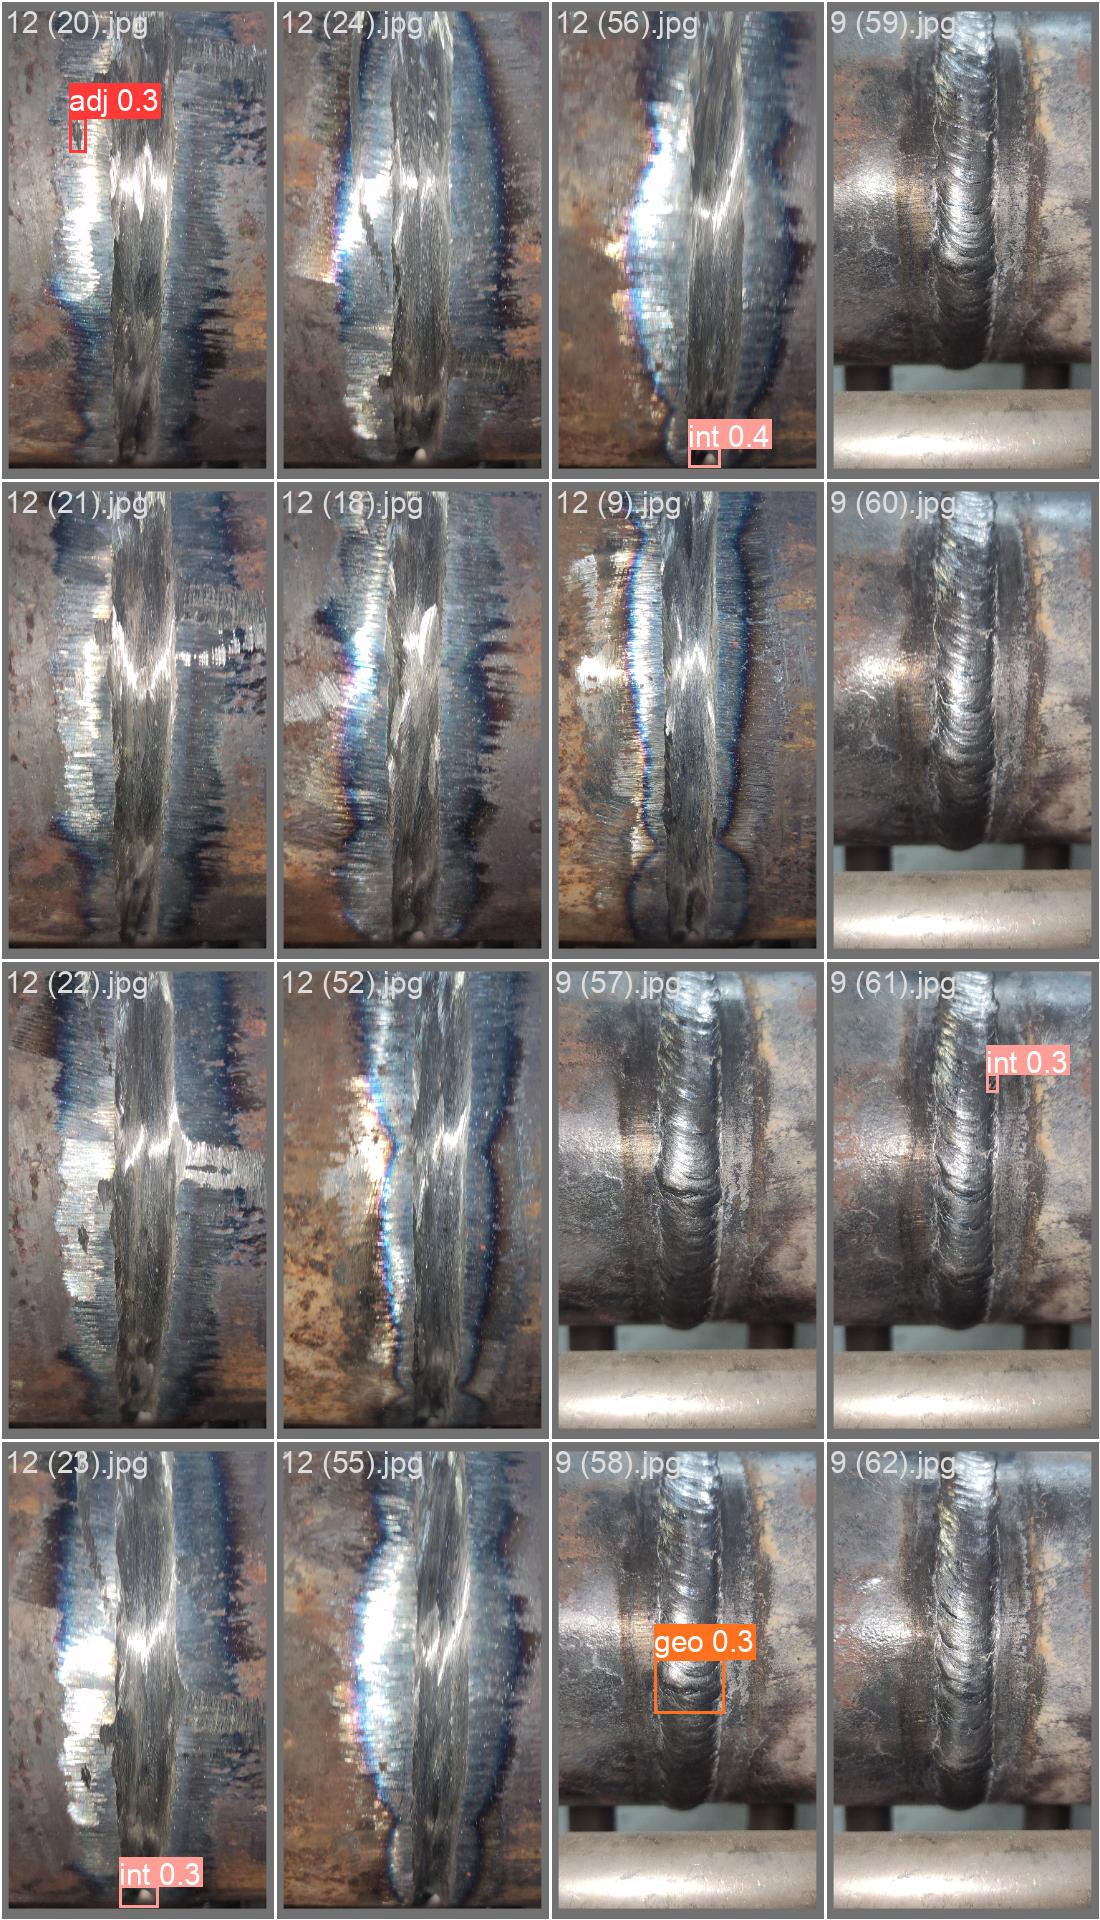 12 (20).jpg
adj 0.3
12 (24).jpg
12 (56).jpg
int 0.4
9 (59).jpg
12 (21).jpg
12 (18).jpg
12 (9).jpg
9 (60).jpg
12 (22).jpg
12 (52).jpg
9 (57).jpg
9 (61).jpg
int 0.3
12 (23).jpg
int 0.3
12 (55).jpg
9 (58).jpg
geo 0.3
9 (62).jpg